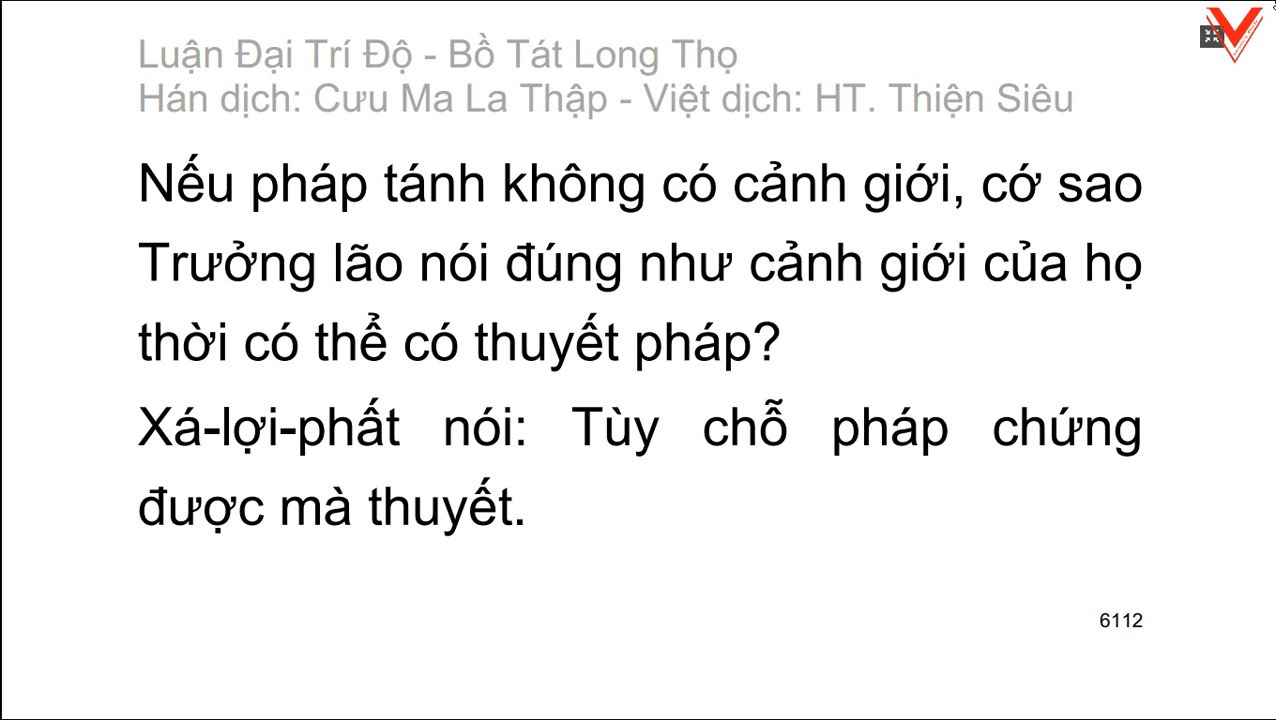 Luận Đại Trí Độ - Bồ Tát Long Thọ
Hán dịch: Cưu Ma La Thập - Việt dịch: HT. Thiện Siêu
Nếu pháp tánh không có cảnh giới, cớ sao
Trưởng lão nói đúng như cảnh giới của họ
thời có thể có thuyết pháp?
Xá-lợi-phất nói: Tùy chỗ pháp chứng
được mà thuyết.
6112